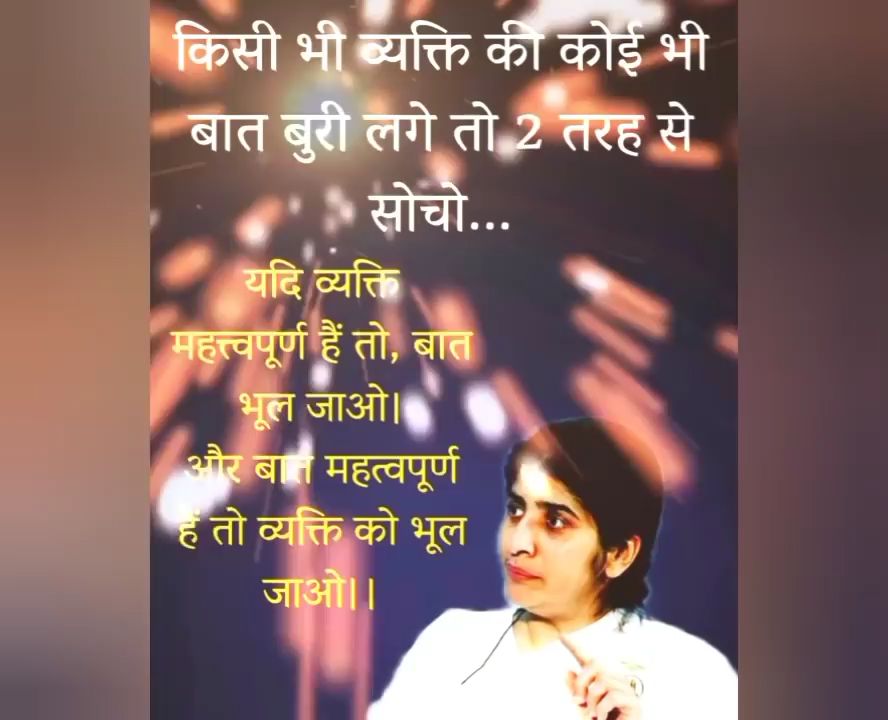 किसी भी व्यक्ति की कोई भी
बात बुरी लगे तो 2 तरह से
सोचो...
यदि व्यक्ति
महत्त्वपूर्ण हैं तो, बात
भूल जाओ|
और बात महत्वपूर्ण
हैं तो व्यक्ति को भूल
जाओ||